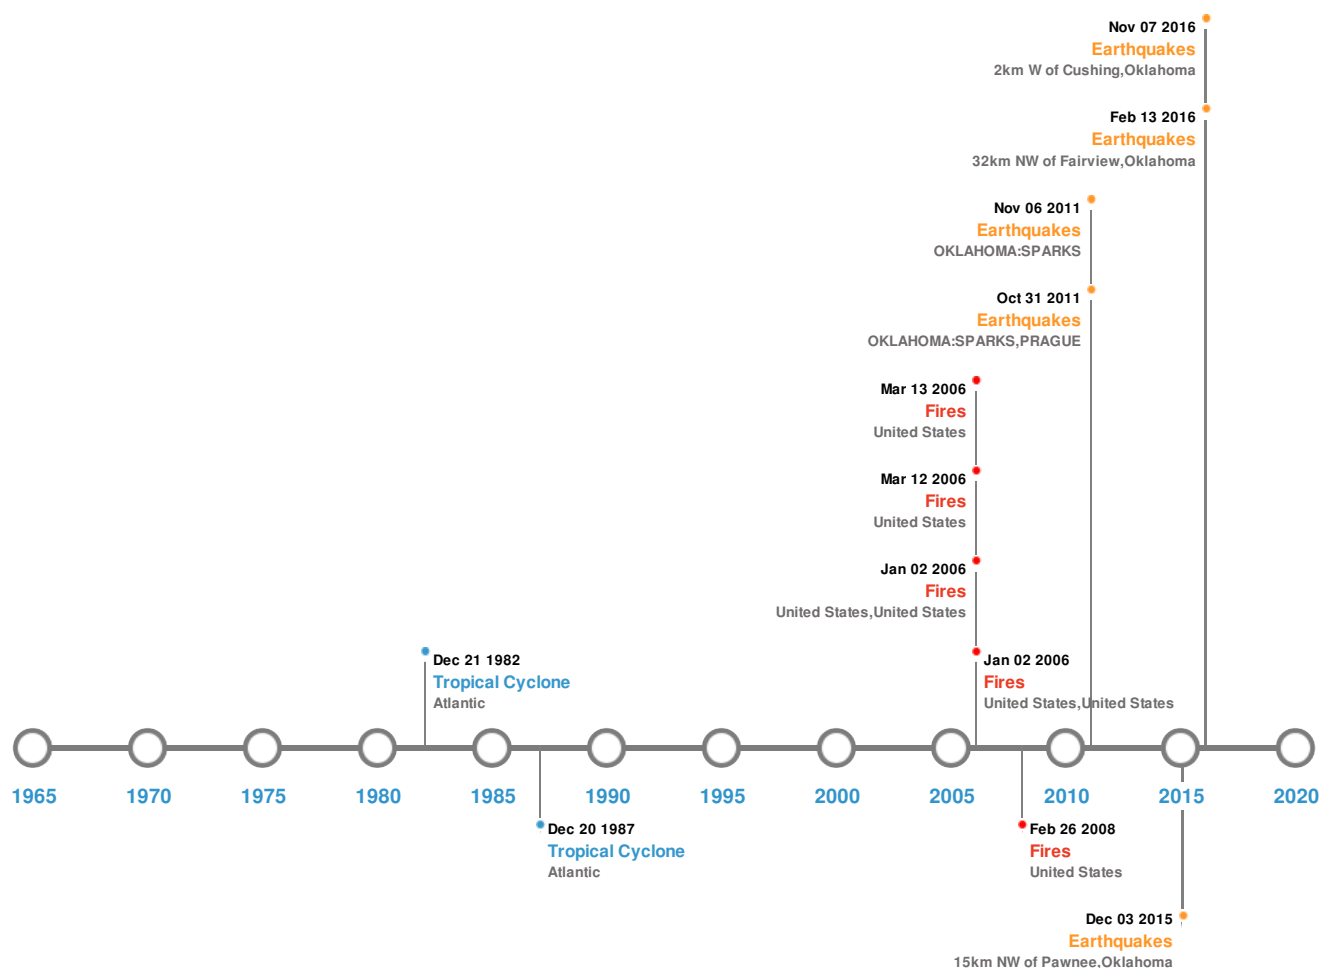 Nov 07 2016
Earthquakes
2km W of Cushing,Oklahoma
Feb 13 2016
Earthquakes
32km NW of Fairview,Oklahoma
Nov 06 2011
Earthquakes
OKLAHOMA:SPARKS
Oct 31 2011
Earthquakes
OKLAHOMA:SPARKS,PRAGUE
Mar 13 2006
Fires
United States
Mar 12 2006
Fires
United States
Jan 02 2006
Fires
United States,United States
Dec 21 1982
Tropical Cyclone
Atlantic
Jan 02 2006
Fires
United States,United States
1965 1970 1975 1980 1985 1990 1995 2000 2005 2010 2015 2020
Dec 20 1987
Tropical Cyclone
Atlantic
Feb 26 2008
Fires
United States
Dec 03 2015
Earthquakes
15km NW of Pawnee,Oklahoma